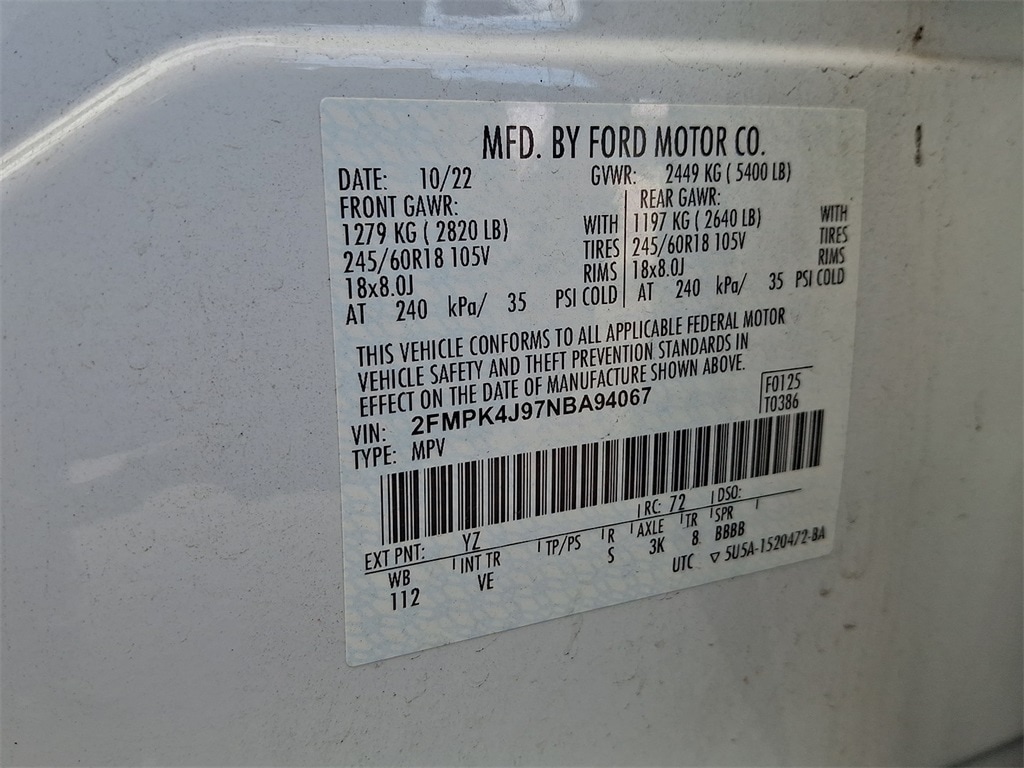 MFD. BY FORD MOTOR CO.
DATE: 10/22 GVWR: 2449 KG ( 5400 LB)
FRONT GAWR: REAR GAWR:
1279 KG ( 2820 LB) WITH 1197 KG ( 2640 LB) WITH
245/60R18 105V TIRES 245/60R18 105V TIRES
18x8.0J RIMS 18x8.0J RIMS
AT 240 kPa/ 35 PSI COLD AT 240 kPa/ 35 PSI COLD
THIS VEHICLE CONFORMS TO ALL APPLICABLE FEDERAL MOTOR
VEHICLE SAFETY AND THEFT PREVENTION STANDARDS IN
EFFECT ON THE DATE OF MANUFACTURE SHOWN ABOVE.
F0125
VIN: 2FMPK4J97NBA94067 T0386
TYPE: MPV
EXT PNT: YZ RC: 72 DSO:
WB INT TR TP/PS R AXLE TR SPR
112 VE S 3K 8 BBBB
UTC ▽ 5U5A-1520472-BA